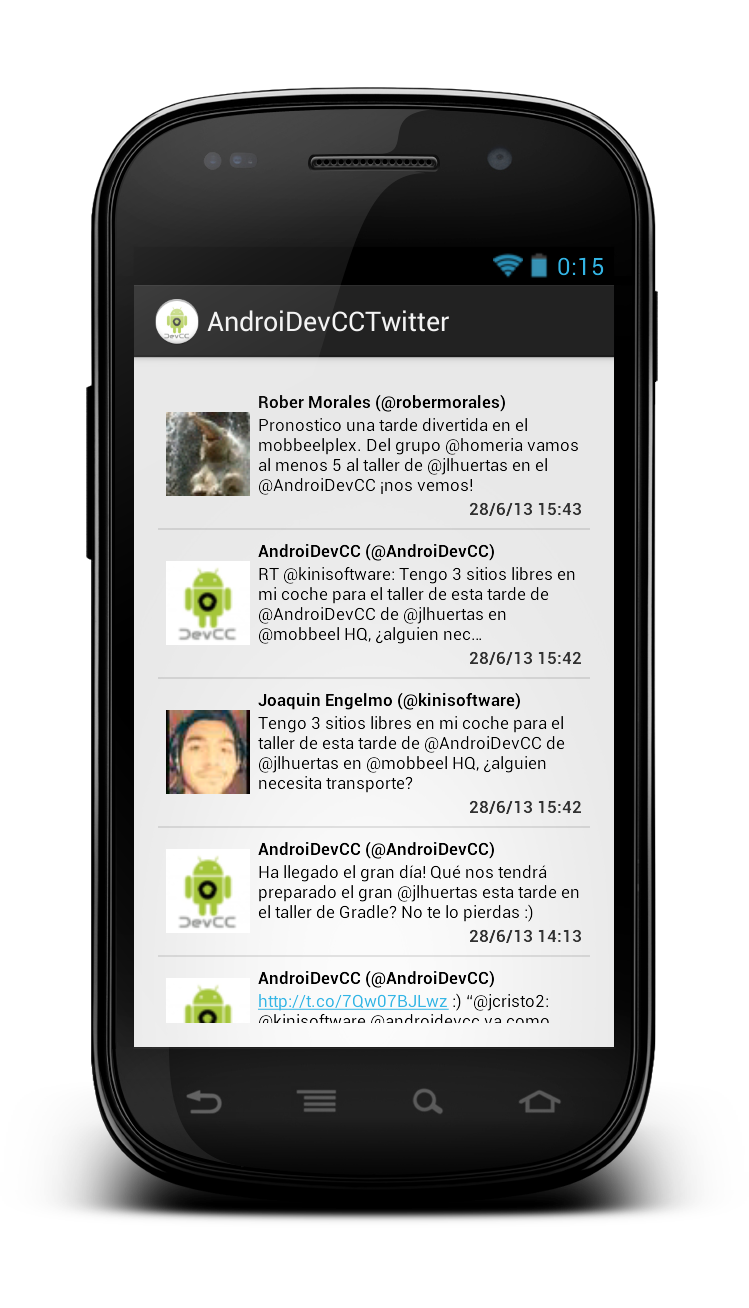 0:15
DevCC
AndroiDevCCTwitter
Rober Morales (@robermorales)
Pronostico una tarde divertida en el
mobbeelplex. Del grupo @homeria vamos
al menos 5 al taller de @jlhuertas en el
@AndroiDevCC ¡nos vemos!
28/6/13 15:43
AndroiDevCC (@AndroiDevCC)
RT @kinisoftware: Tengo 3 sitios libres en
mi coche para el taller de esta tarde de
@AndroiDevCC de @jlhuertas en
@mobbeel HQ, ¿alguien nec...
DevCC
28/6/13 15:42
Joaquin Engelmo (@kinisoftware)
Tengo 3 sitios libres en mi coche para el
taller de esta tarde de @AndroiDevCC de
@jlhuertas en @mobbeel HQ, ¿alguien
necesita transporte?
28/6/13 15:42
AndroiDevCC (@AndroiDevCC)
Ha llegado el gran día! Qué nos tendrá
preparado el gran @jlhuertas esta tarde en
el taller de Gradle? No te lo pierdas :)
DevCC
28/6/13 14:13
AndroiDevCC (@AndroiDevCC)
http://t.co/7Qw07BJLwz :) “@jcristo2:
@kinisoftware @androidevcc ya como